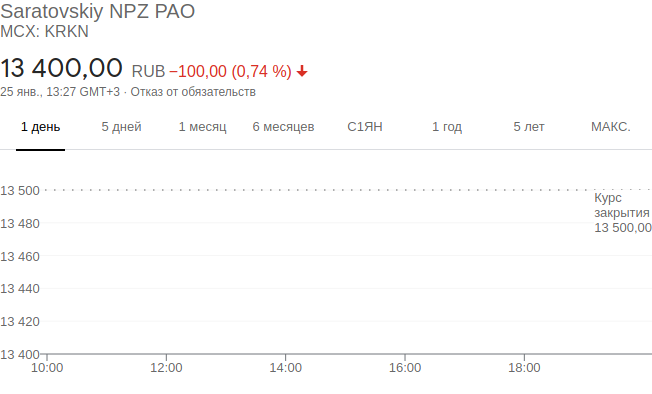 Saratovskiy NPZ PAO
MCX: KRKN
13 400,00 RUB −100,00 (0,74 %)
25 янв., 13:27 GMT+3 · Отказ от обязательств
1 день 5 дней 1 месяц 6 месяцев С1ЯН 1 год 5 лет МАКС.
13 500
Курс
закрытия
13 480
13 500,00
13 460
13 440
13 420
13 400
10:00 12:00 14:00 16:00 18:00